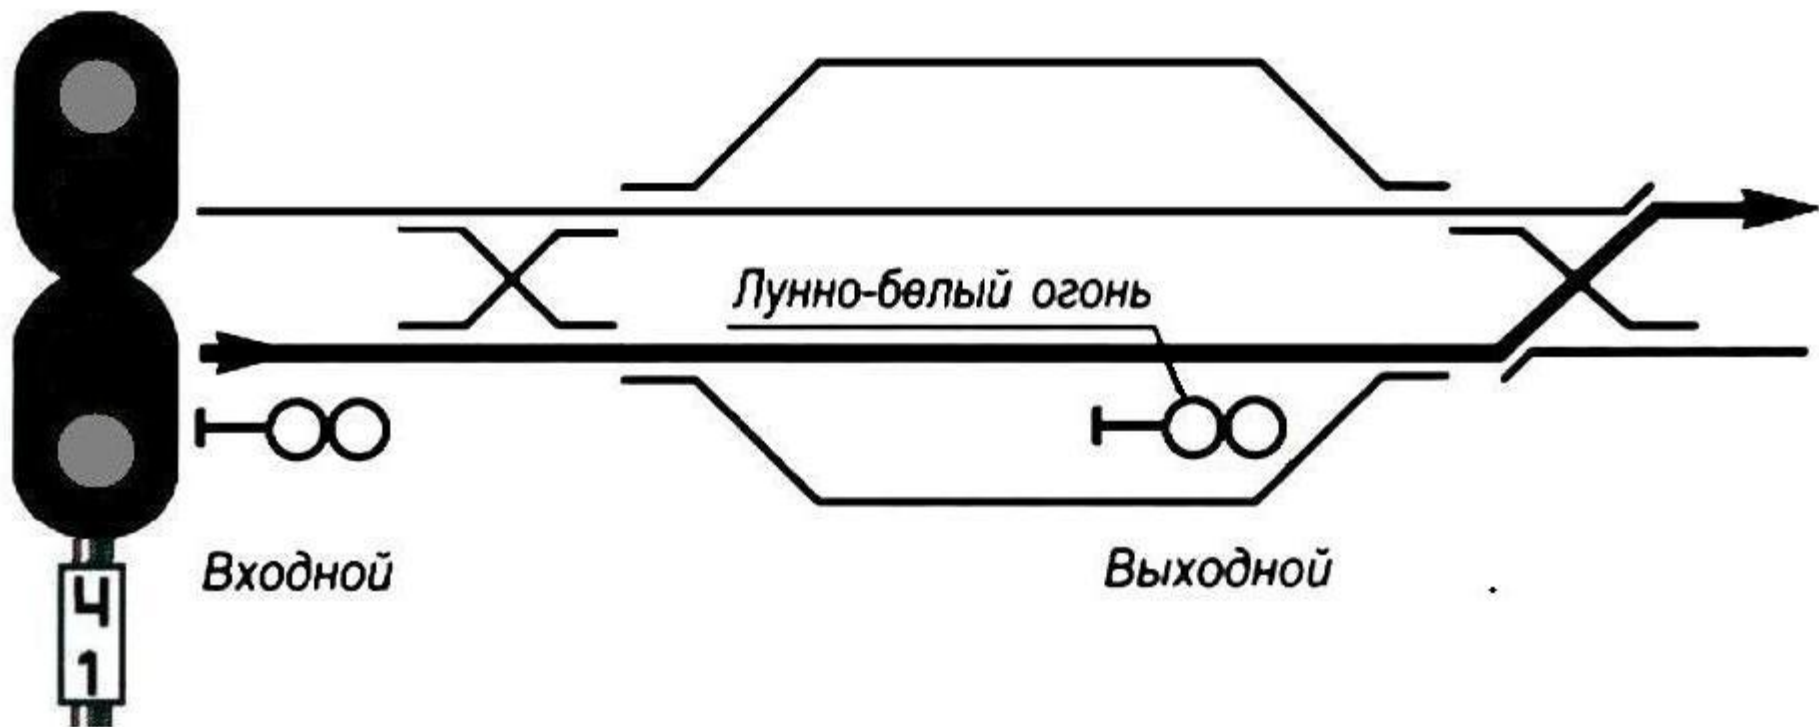 Лунно-белый огонь
Входной
Выходной
Ч
1